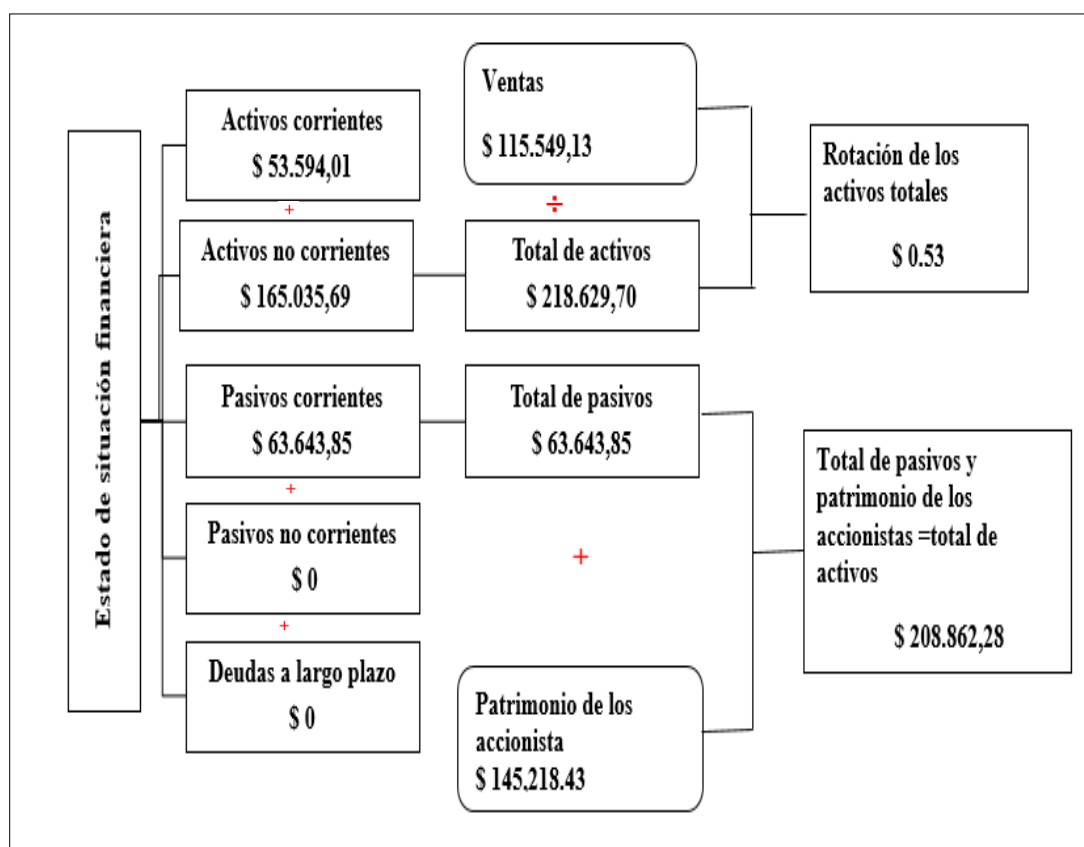 Estado de situación financiera
Activos corrientes
$ 53.594,01
+
Activos no corrientes
$ 165.035,69
Pasivos corrientes
$ 63.643,85
+
Pasivos no corrientes
$ 0
+
Deudas a largo plazo
$ 0
Ventas
$ 115.549,13
÷
Total de activos
$ 218.629,70
Total de pasivos
$ 63.643,85
+
Patrimonio de los
accionista
$ 145,218.43
Rotación de los
activos totales
$ 0.53
Total de pasivos y
patrimonio de los
accionistas =total de
activos
$ 208.862,28